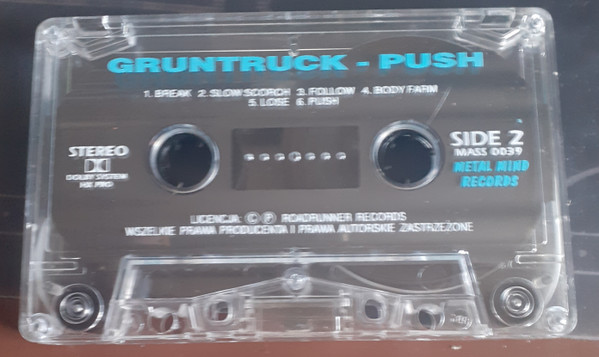 GRUNTRUCK - PUSH
1. BREAK 2. SLOW SCORCH 3. FOLLOW 4. BODY FARM
5. LOSE 6. PUSH
STEREO
DOLBY SYSTEM
HX PRO
SIDE 2
MASS 0039
METAL MIND
RECORDS
LICENCJA: © ℗ ROADRUNNER RECORDS
WSZELKIE PRAWA PRODUCENTA I PRAWA AUTORSKIE ZASTRZEŻONE